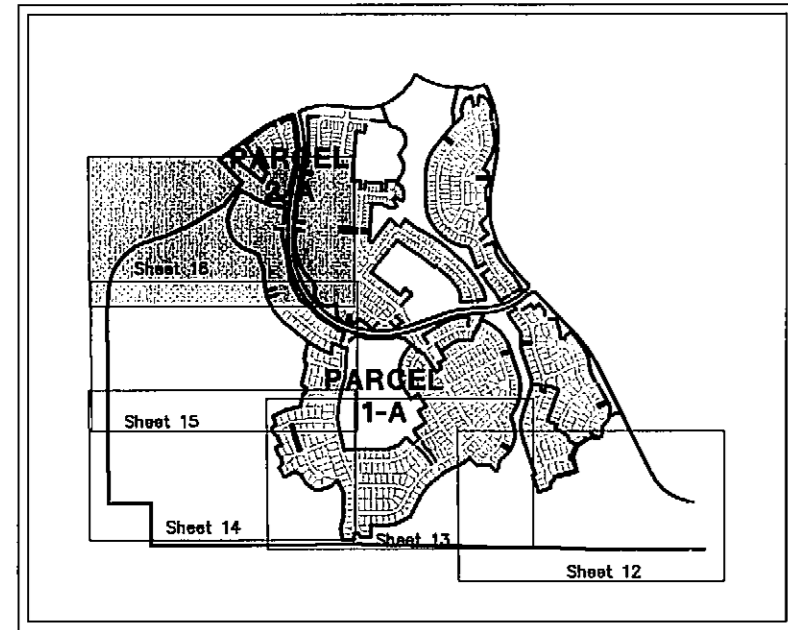 PARCEL
2-A
Sheet 16
PARCEL
1-A
Sheet 15
Sheet 14
Sheet 13
Sheet 12